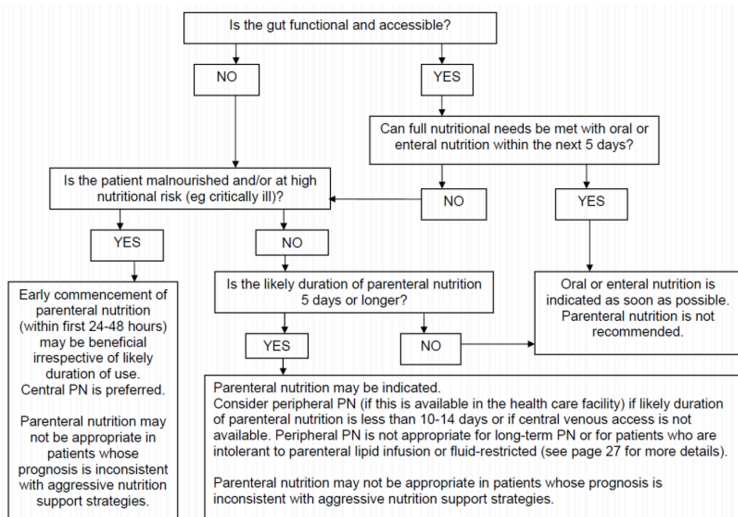 Is the gut functional and accessible?
NO
YES
Can full nutritional needs be met with oral or
enteral nutrition within the next 5 days?
Is the patient malnourished and/or at high
nutritional risk (eg critically ill)?
NO
YES
YES
NO
Is the likely duration of parenteral nutrition
5 days or longer?
Oral or enteral nutrition is
indicated as soon as possible.
Parenteral nutrition is not
recommended.
Early commencement of
parenteral nutrition
(within first 24-48 hours)
may be beneficial
irrespective of likely
duration of use.
Central PN is preferred.
Parenteral nutrition may
not be appropriate in
patients whose
prognosis is inconsistent
with aggressive nutrition
support strategies.
YES
NO
Parenteral nutrition may be indicated.
Consider peripheral PN (if this is available in the health care facility) if likely duration
of parenteral nutrition is less than 10-14 days or if central venous access is not
available. Peripheral PN is not appropriate for long-term PN or for patients who are
intolerant to parenteral lipid infusion or fluid-restricted (see page 27 for more details).
Parenteral nutrition may not be appropriate in patients whose prognosis is
inconsistent with aggressive nutrition support strategies.